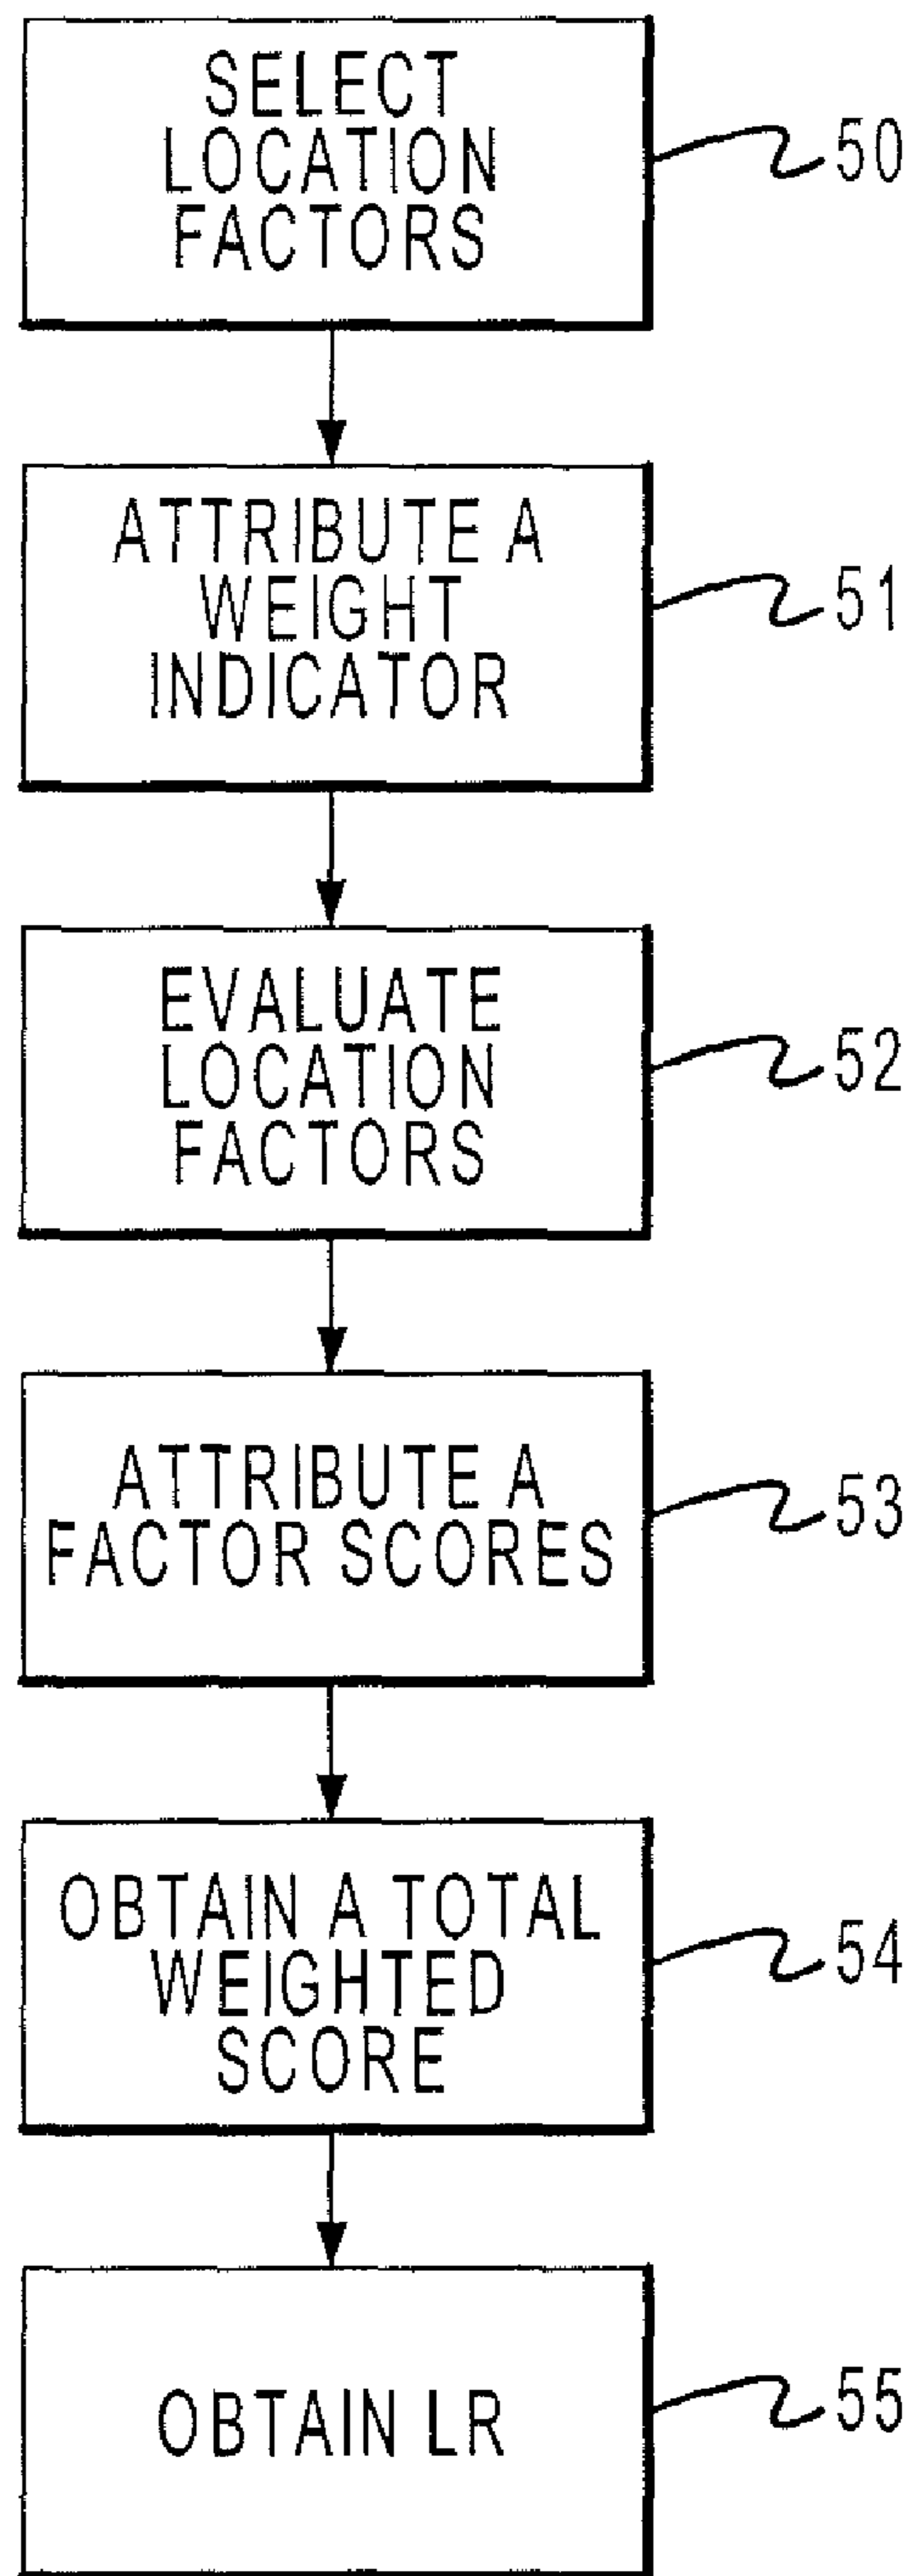 SELECT
LOCATION
FACTORS
50
ATTRIBUTE A
WEIGHT
INDICATOR
51
EVALUATE
LOCATION
FACTORS
52
ATTRIBUTE A
FACTOR SCORES
53
OBTAIN A TOTAL
WEIGHTED
SCORE
54
OBTAIN LR
55